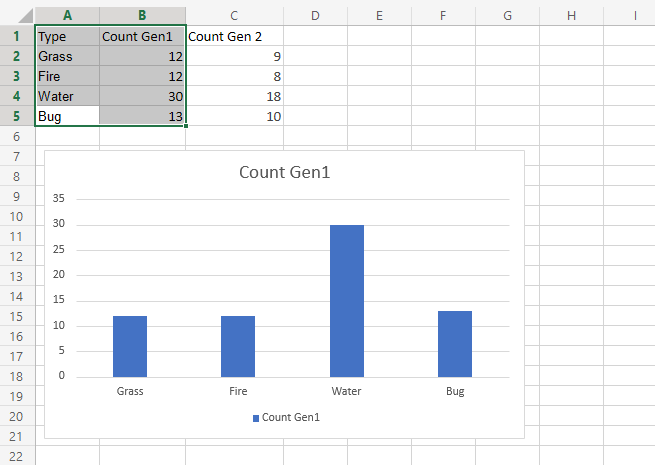 A B C D E F G H I
1 Type Count Gen1 Count Gen 2
2 Grass 12 9
3 Fire 12 8
4 Water 30 18
5 Bug 13 10
6
7
8 Count Gen1
9 35
10
11 30
12 25
13 20
14
15 15
16 10
17 5
18 0
19 Grass Fire Water Bug
20 Count Gen1
21
22